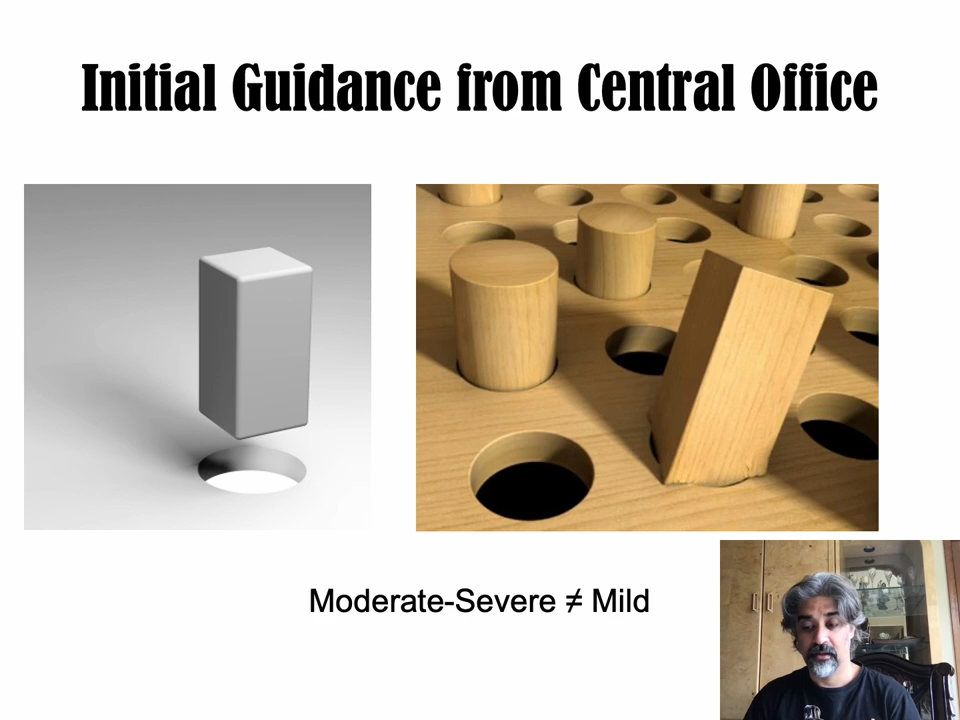 Initial Guidance from Central Office
Moderate-Severe ≠ Mild